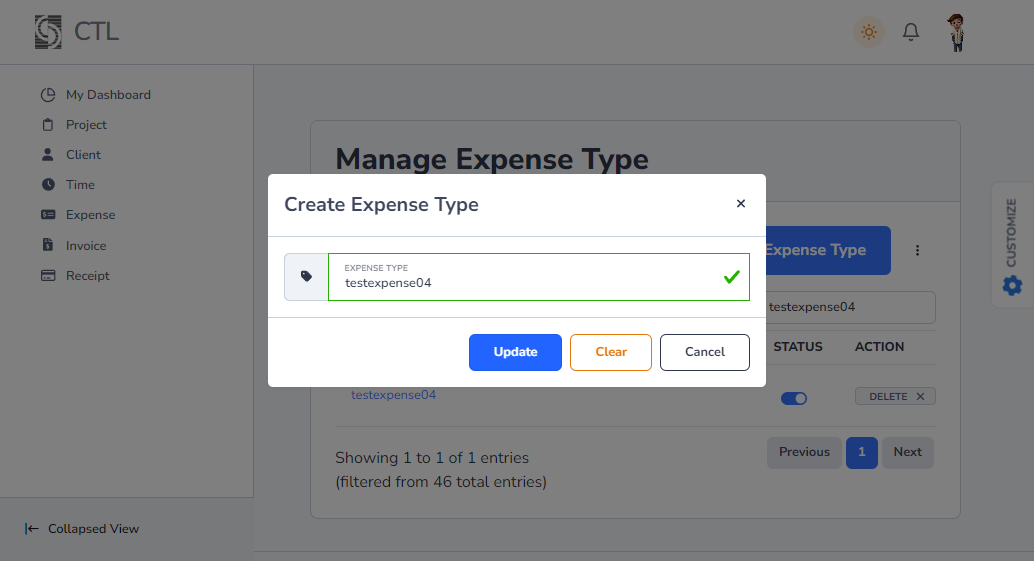 CTL
My Dashboard
Project
Client
Time
Expense
Invoice
Receipt
Collapsed View
Manage Expense Type
Create Expense Type
×
EXPENSE TYPE
testexpense04
Update
Clear
Cancel
Expense Type
testexpense04
STATUS
ACTION
testexpense04
DELETE ×
Showing 1 to 1 of 1 entries
(filtered from 46 total entries)
Previous
1
Next
CUSTOMIZE